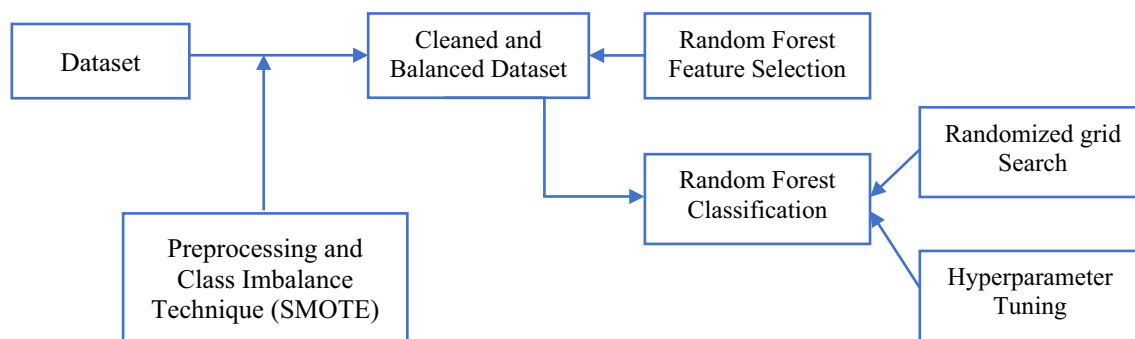 Dataset
Cleaned and
Balanced Dataset
Random Forest
Feature Selection
Randomized grid
Search
Random Forest
Classification
Preprocessing and
Class Imbalance
Technique (SMOTE)
Hyperparameter
Tuning